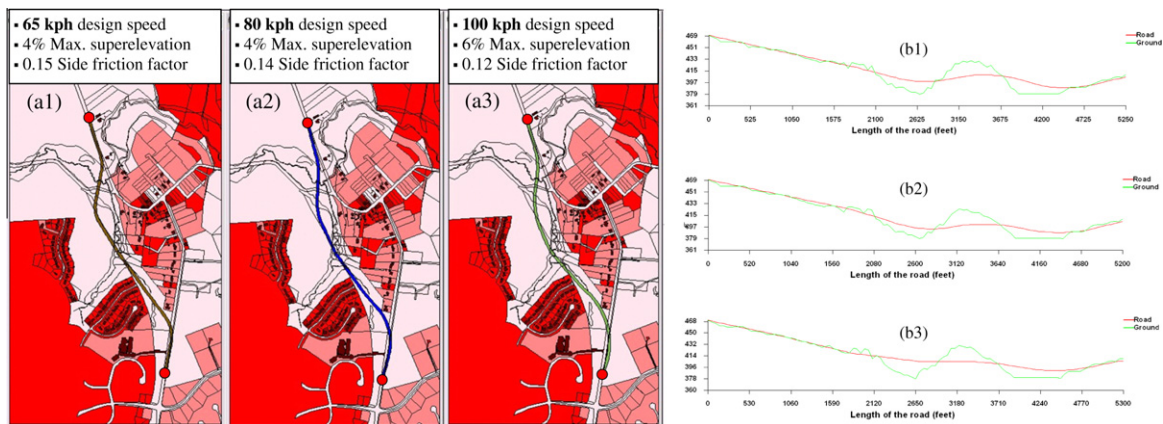 ▪ 65 kph design speed
▪ 4% Max. superelevation
▪ 0.15 Side friction factor
(a1)
▪ 80 kph design speed
▪ 4% Max. superelevation
▪ 0.14 Side friction factor
(a2)
▪ 100 kph design speed
▪ 6% Max. superelevation
▪ 0.12 Side friction factor
(a3)
(b1)
Road
Ground
469
451
433
415
397
379
361
0 525 1050 1575 2100 2625 3150 3675 4200 4725 5250
Length of the road (feet)
(b2)
Road
Ground
469
451
433
415
397
379
361
0 520 1040 1560 2080 2600 3120 3640 4160 4680 5200
Length of the road (feet)
(b3)
Road
Ground
468
450
432
414
396
378
360
0 530 1060 1590 2120 2650 3180 3710 4240 4770 5300
Length of the road (feet)